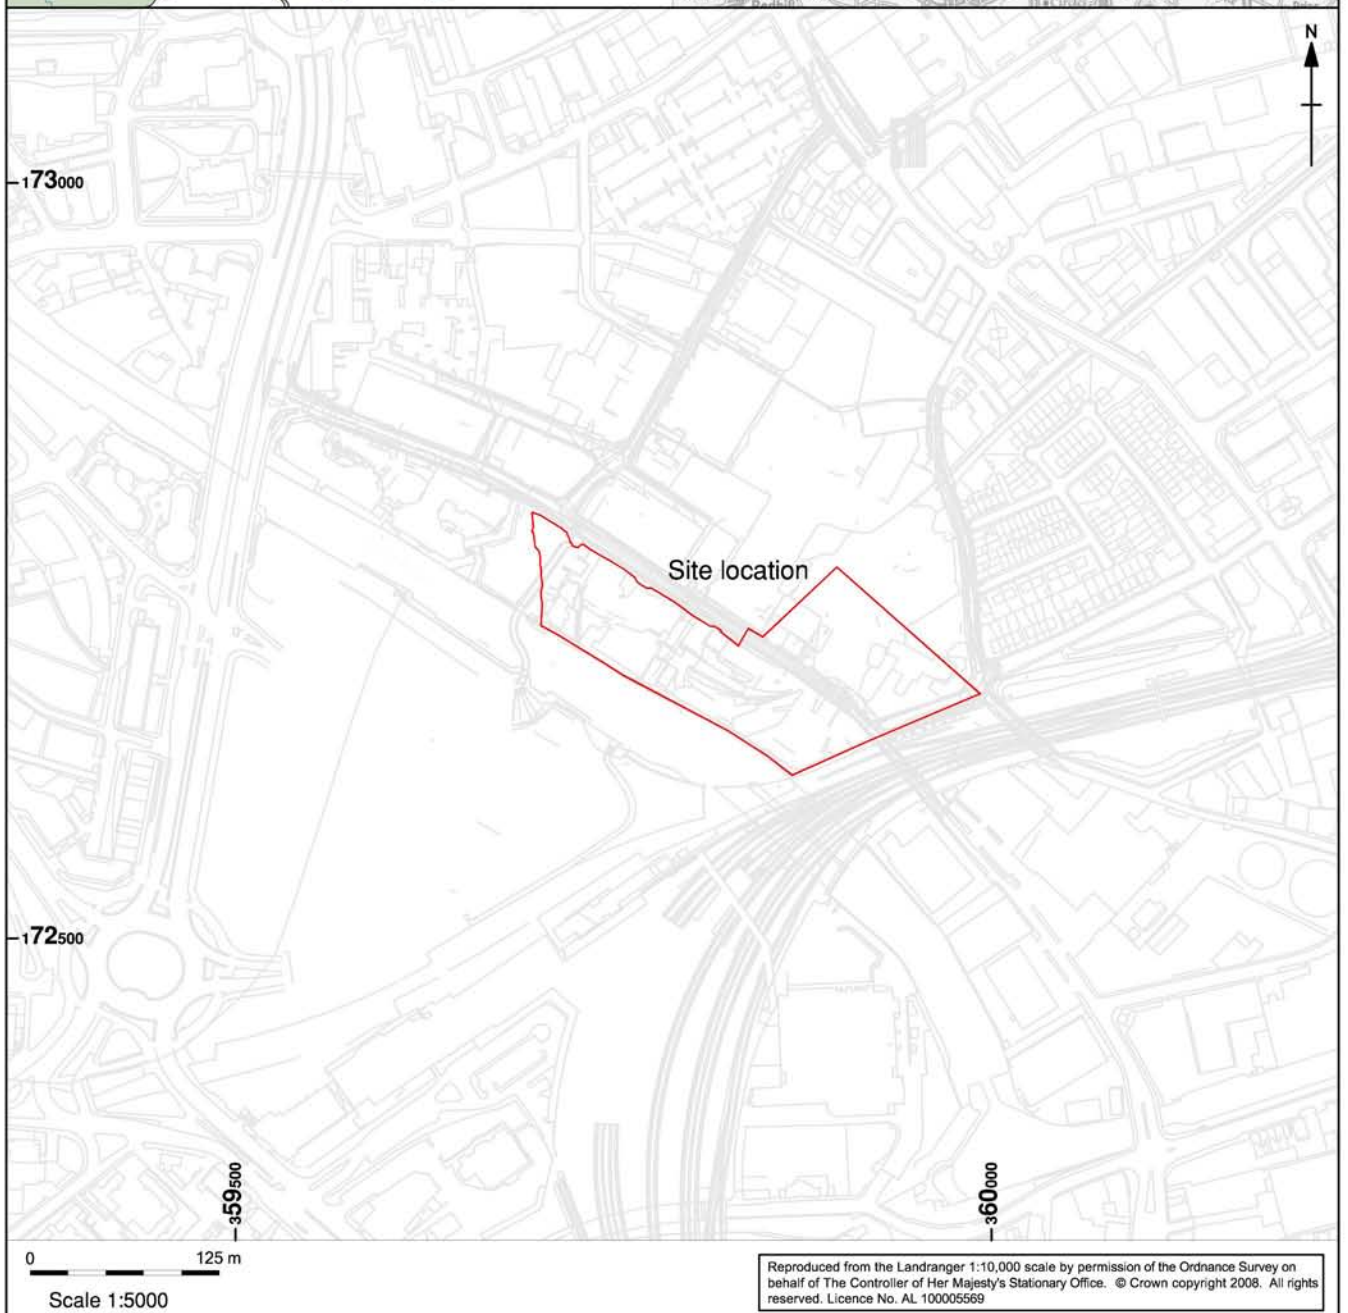 Redhill
N
173000
Site location
172500
359500
360000
0 125 m
Scale 1:5000
Reproduced from the Landranger 1:10,000 scale by permission of the Ordnance Survey on
behalf of The Controller of Her Majesty's Stationary Office. © Crown copyright 2008. All rights
reserved. Licence No. AL 100005569